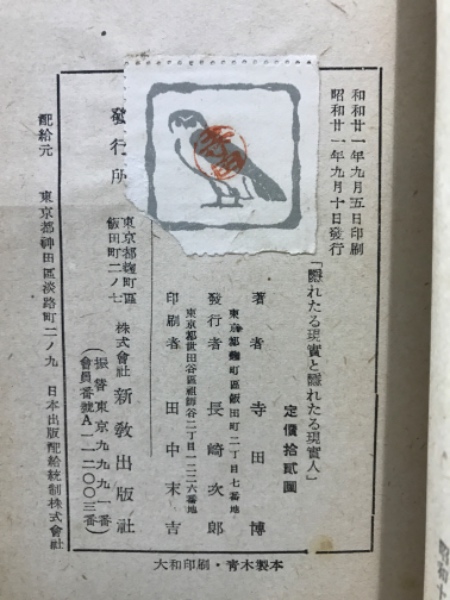 和和廿一年九月五日印刷
昭和廿一年九月十日發行
「隱れたる現實と隱れたる現實人」
定價拾貳圓
著者 寺田博
東京都麹町區飯田町二丁目七番地
發行者 長崎次郎
東京都世田谷區祖師谷二丁目一二二六番地
印刷者 田中末吉
發行所
東京都麹町區
飯田町二ノ七
株式會社 新教出版社
(振替東京九九九一番
會員番號A一一二〇〇三番)
配給元 東京都神田區淡路町二ノ九 日本出版配給統制株式會社
大和印刷・青木製本
昭和十